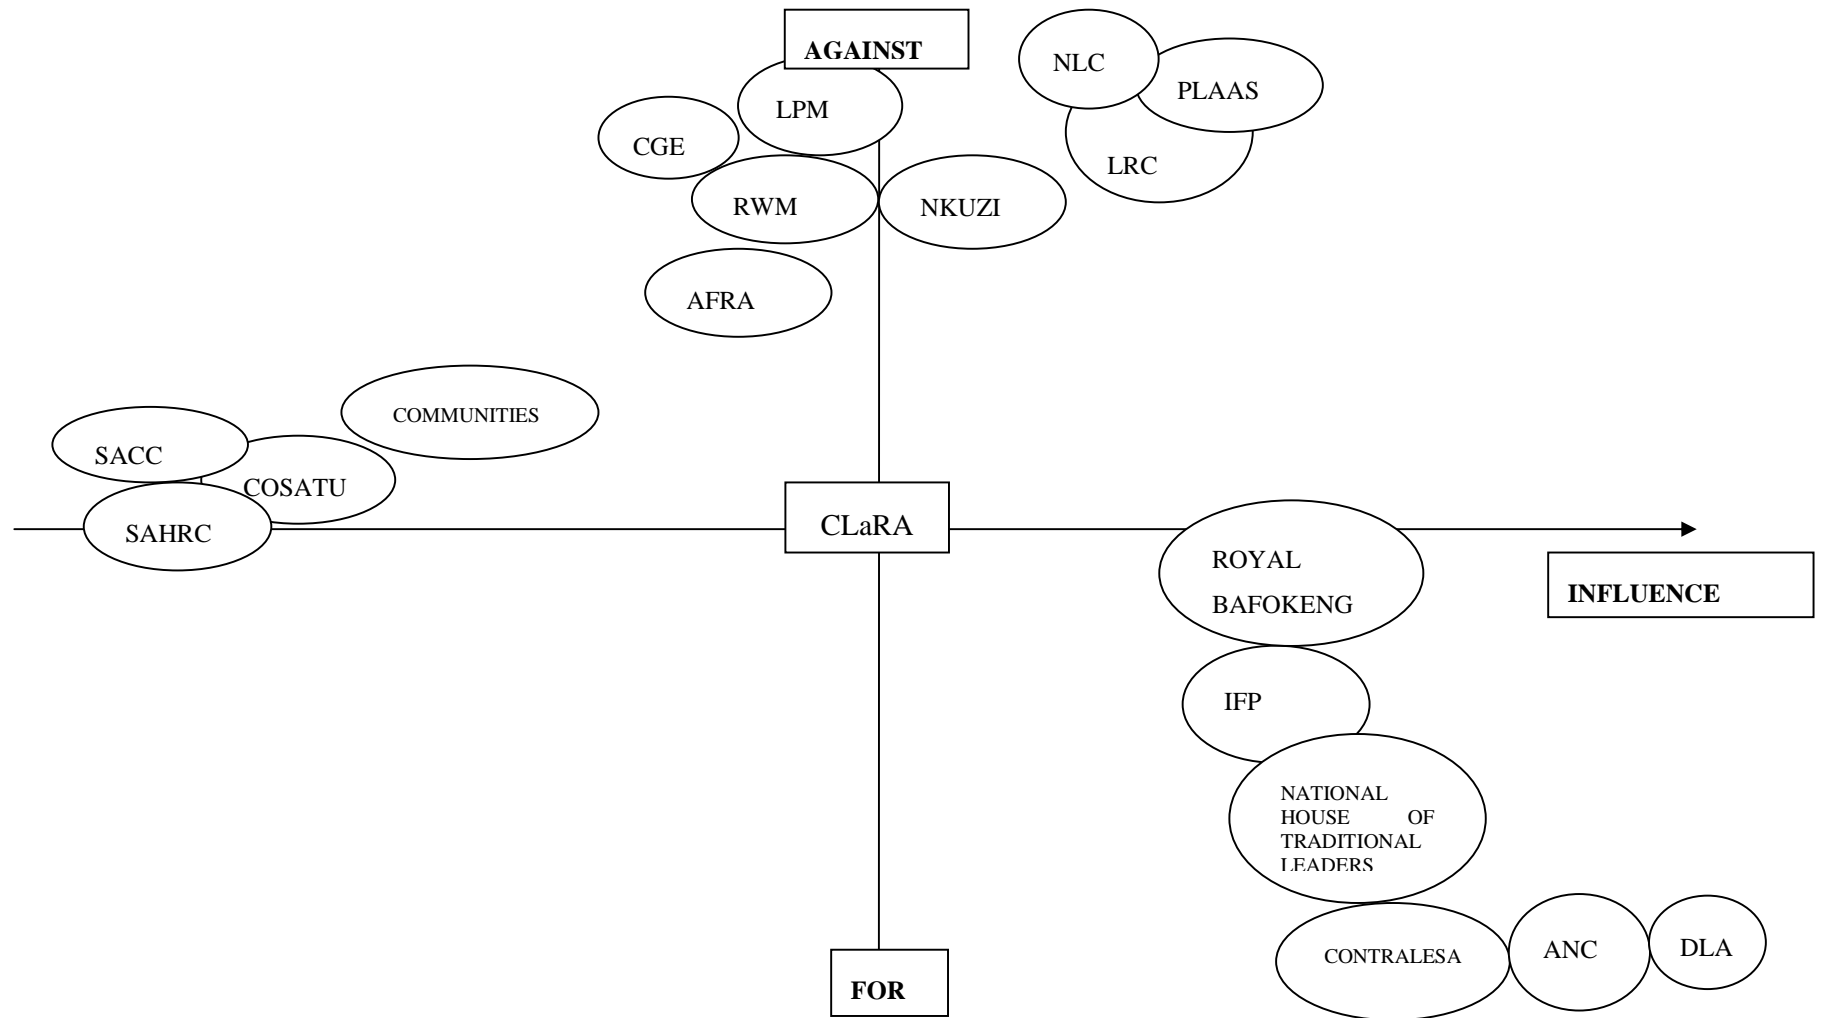 AGAINST
NLC
PLAAS
LPM
CGE
LRC
RWM
NKUZI
AFRA
COMMUNITIES
SACC
COSATU
SAHRC
CLaRA
ROYAL
BAFOKENG
INFLUENCE
IFP
NATIONAL
HOUSE OF
TRADITIONAL
LEADERS
CONTRALESA
ANC
DLA
FOR